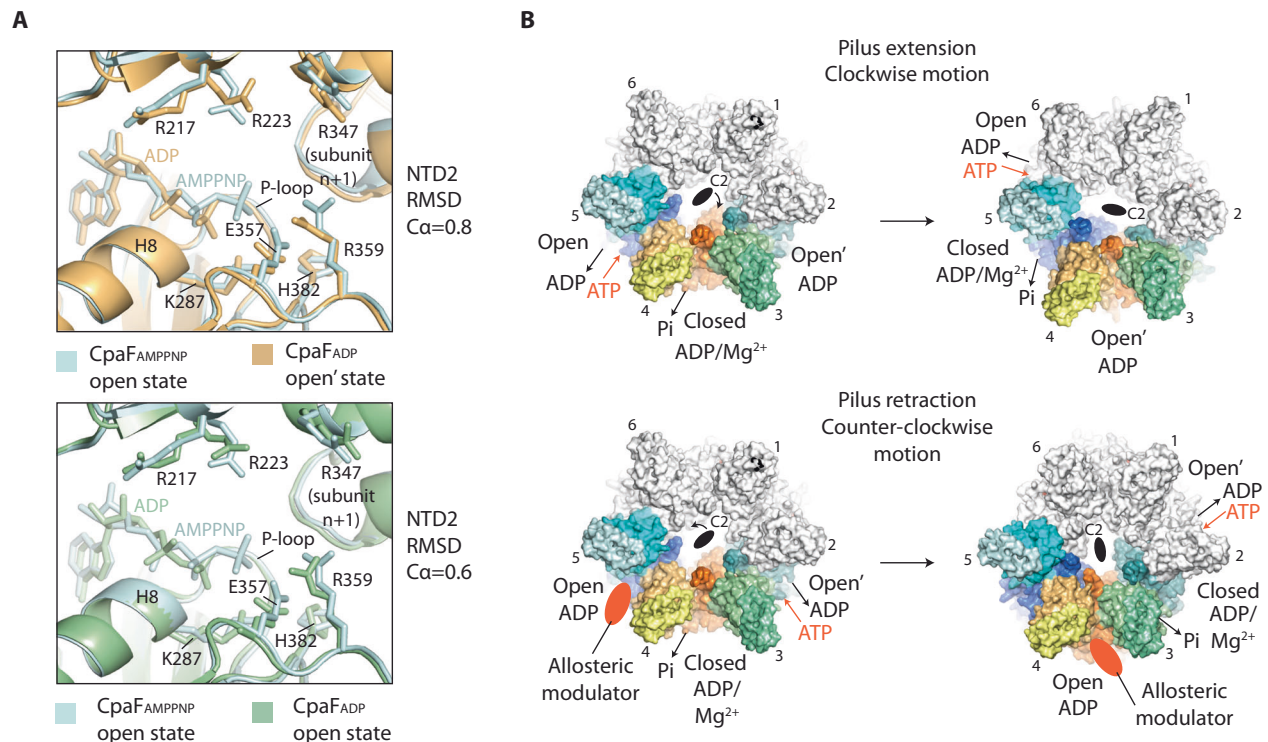 A
R217
R223
R347
(subunit
n+1)
ADP
AMPPNP
P-loop
E357
R359
H8
K287
H382
NTD2
RMSD
Cα=0.8
CpaFAMPPNP
open state
CpaFADP
open' state
R217
R223
R347
(subunit
n+1)
ADP
AMPPNP
P-loop
E357
R359
H8
K287
H382
NTD2
RMSD
Cα=0.6
CpaFAMPPNP
open state
CpaFADP
open state
B
Pilus extension
Clockwise motion
6
1
C2
5
2
Open
ADP
ATP
Open'
ADP
4
3
Pi
Closed
ADP/Mg²⁺
6
1
Open
ADP
ATP
C2
5
2
Closed
ADP/Mg²⁺
Pi
4
3
Open'
ADP
Pilus retraction
Counter-clockwise
motion
6
1
C2
5
2
Open
ADP
Open'
ADP
ATP
4
3
Allosteric
modulator
Pi
Closed
ADP/
Mg²⁺
6
1
Open'
ADP
ATP
C2
5
2
Closed
ADP/
Mg²⁺
Pi
4
3
Open
ADP
Allosteric
modulator